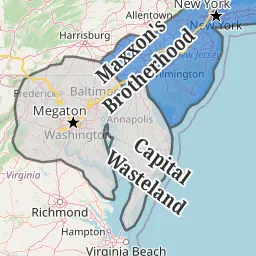 New York
New York
Allentown
Harrisburg
Maxxon's
Brotherhood
New Jersey
Wilmington
Frederick
Baltimore
Megaton
Annapolis
Washington
Capital
Wasteland
Richmond
Hampton
Virginia Beach